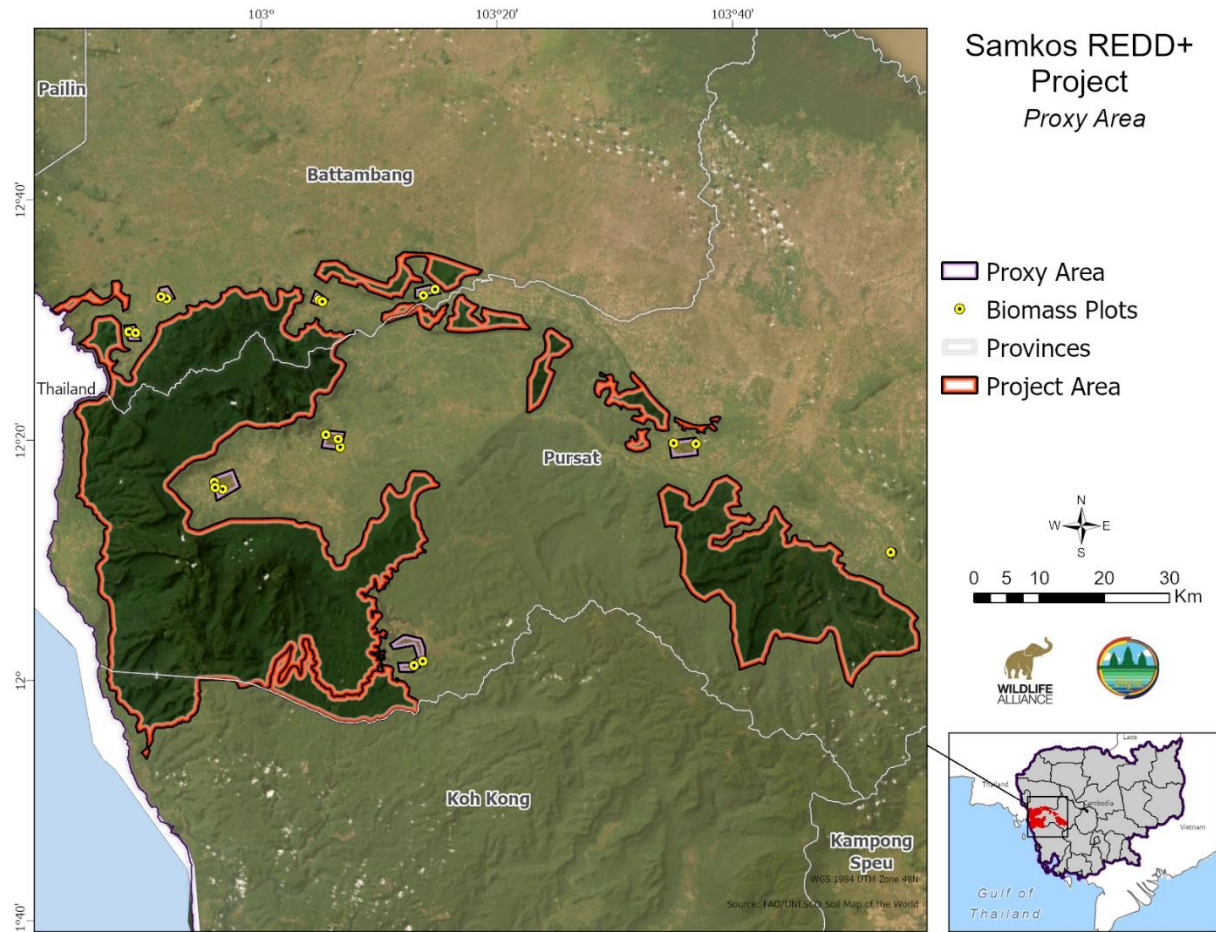 103°
103°20'
103°40'
Samkos REDD+
Project
Proxy Area
Pailin
Battambang
12°40'
Proxy Area
Biomass Plots
Provinces
Project Area
Thailand
12°20'
Pursat
N
W
E
S
0
10
20
30
Km
12°
WILDLIFE
ALLIANCE
Koh Kong
Kampong
Speu
WGS 1984 UTM Zone 48N
Source: FAO/UNESCO Soil Map of the World
1°40'
Laos
Thailand
Cambodia
Vietnam
Gulf of
Thailand